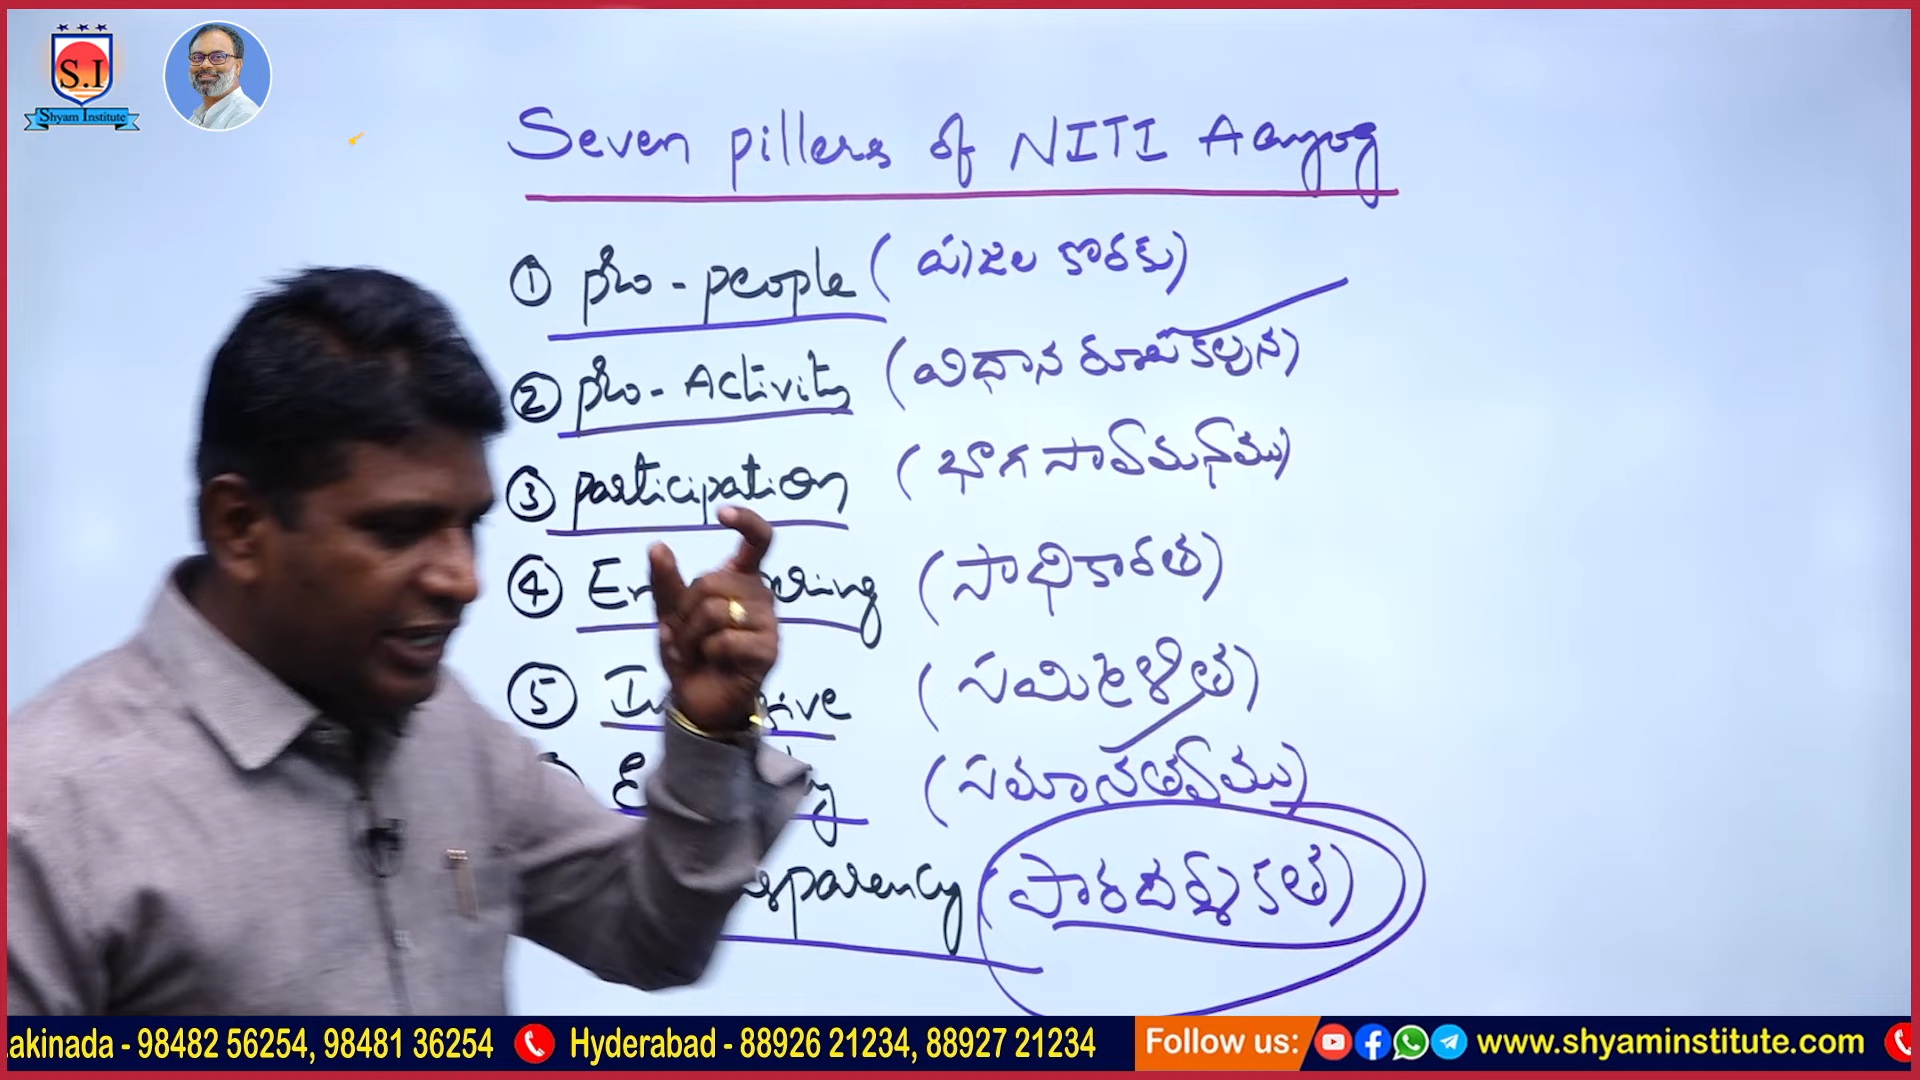 S.I
Shyam Institute
Seven pillers of NITI Aayog
① pro - people (ప్రజల కొరకు)
② pro - Activity (విధాన రూపకల్పన)
③ participation (భాగస్వామ్యము)
④ (సాధికారత)
⑤ (సమ్మిళిత)
(సమానత్వము)
(పారదర్శకత)
akinada - 98482 56254, 98481 36254 Hyderabad - 88926 21234, 88927 21234 Follow us: www.shyaminstitute.com